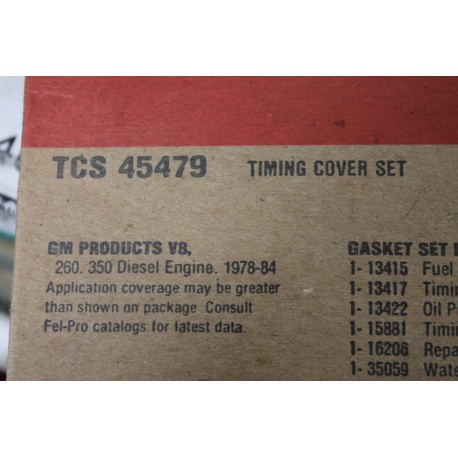 TCS 45479 TIMING COVER SET
GM PRODUCTS V8,
260. 350 Diesel Engine. 1978-84
Application coverage may be greater
than shown on package Consult
Fel-Pro catalogs for latest data.
GASKET SET
1- 13415 Fuel
1- 13417
1- 13422 Oil
1- 15881
1- 16206
1- 35059